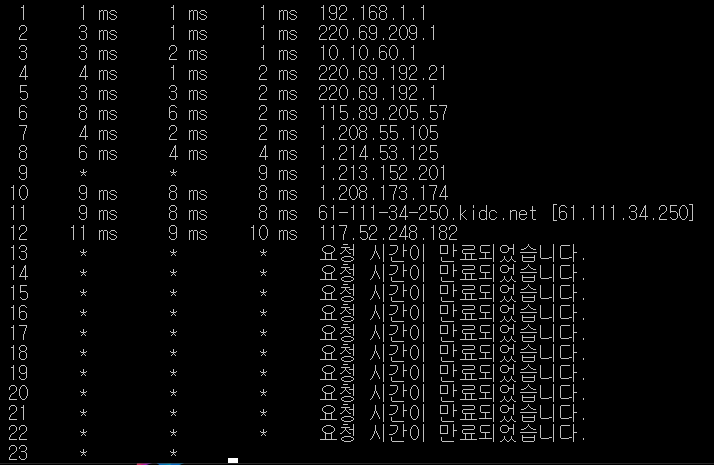 1 1 ms 1 ms 1 ms 192.168.1.1
2 3 ms 1 ms 1 ms 220.69.209.1
3 3 ms 2 ms 1 ms 10.10.60.1
4 4 ms 1 ms 2 ms 220.69.192.21
5 3 ms 3 ms 2 ms 220.69.192.1
6 8 ms 6 ms 2 ms 115.89.205.57
7 4 ms 2 ms 2 ms 1.208.55.105
8 6 ms 4 ms 4 ms 1.214.53.125
9 * * 9 ms 1.213.152.201
10 9 ms 8 ms 8 ms 1.208.173.174
11 9 ms 8 ms 8 ms 61-111-34-250.kidc.net [61.111.34.250]
12 11 ms 9 ms 10 ms 117.52.248.182
13 * * * 요청 시간이 만료되었습니다.
14 * * * 요청 시간이 만료되었습니다.
15 * * * 요청 시간이 만료되었습니다.
16 * * * 요청 시간이 만료되었습니다.
17 * * * 요청 시간이 만료되었습니다.
18 * * * 요청 시간이 만료되었습니다.
19 * * * 요청 시간이 만료되었습니다.
20 * * * 요청 시간이 만료되었습니다.
21 * * * 요청 시간이 만료되었습니다.
22 * * * 요청 시간이 만료되었습니다.
23 * *